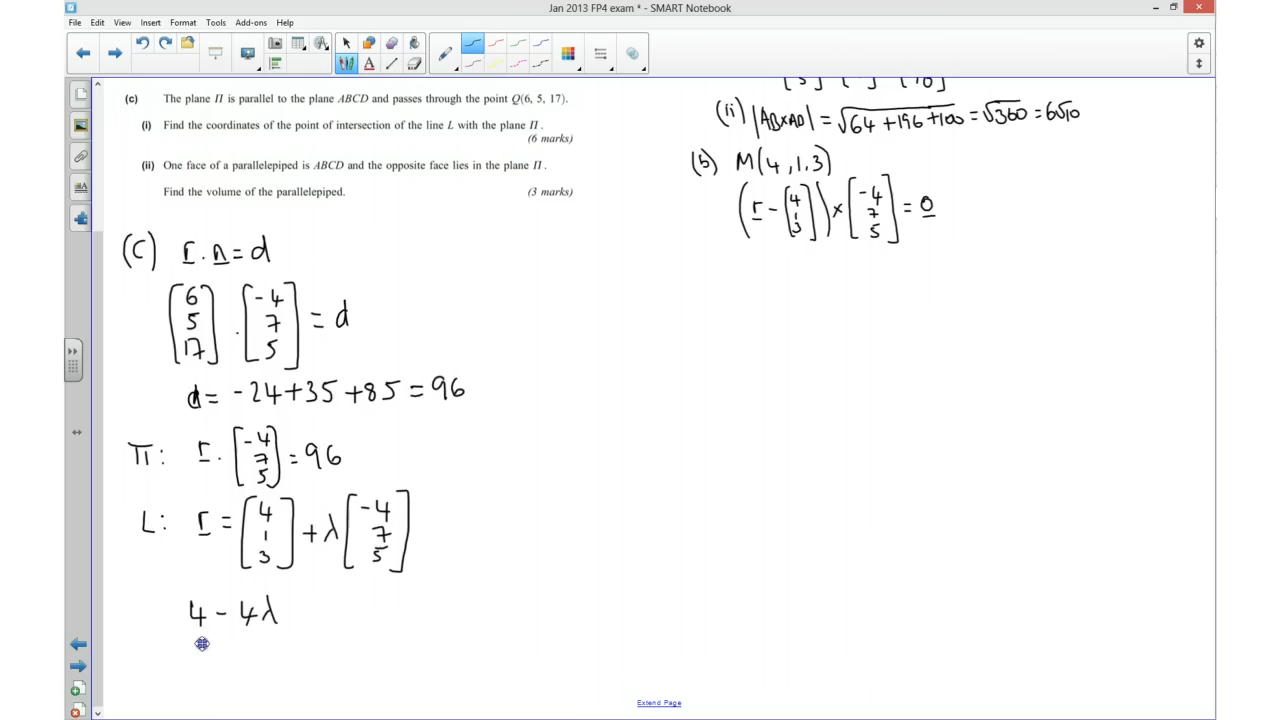 Jan 2013 FP4 exam * - SMART Notebook
File Edit View Insert Format Tools Add-ons Help
(c) The plane Π is parallel to the plane ABCD and passes through the point Q(6, 5, 17).
(i) Find the coordinates of the point of intersection of the line L with the plane Π.
(6 marks)
(ii) One face of a parallelepiped is ABCD and the opposite face lies in the plane Π.
Find the volume of the parallelepiped. (3 marks)
(ii) |AB×AD| = √64+196+100 = √360 = 6√10
(b) M(4,1,3)
(r - [4 1 3]) × [-4 7 5] = 0
(C) r . n = d
[6 5 17] . [-4 7 5] = d
d = -24+35+85 = 96
Π: r . [-4 7 5] = 96
L: r = [4 1 3] + λ[-4 7 5]
4 - 4λ
Extend Page